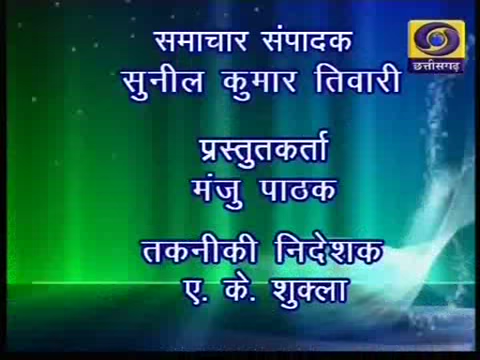 समाचार संपादक
छत्तीसगढ़
सुनील कुमार तिवारी
प्रस्तुतकर्ता
मंजु पाठक
तकनीकी निदेशक
ए. के. शुक्ला